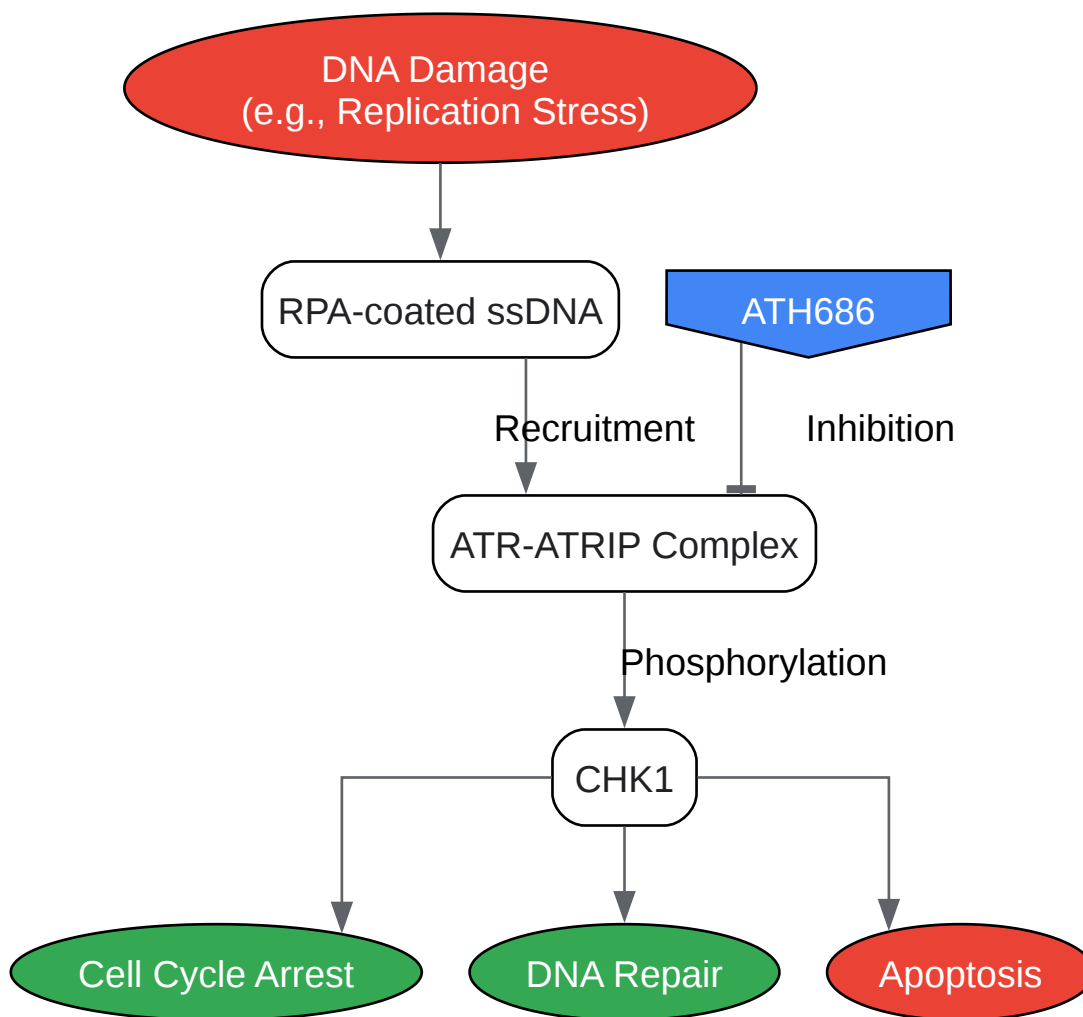 DNA Damage
(e.g., Replication Stress)
RPA-coated ssDNA
ATH686
Recruitment
Inhibition
ATR-ATRIP Complex
Phosphorylation
CHK1
Cell Cycle Arrest
DNA Repair
Apoptosis